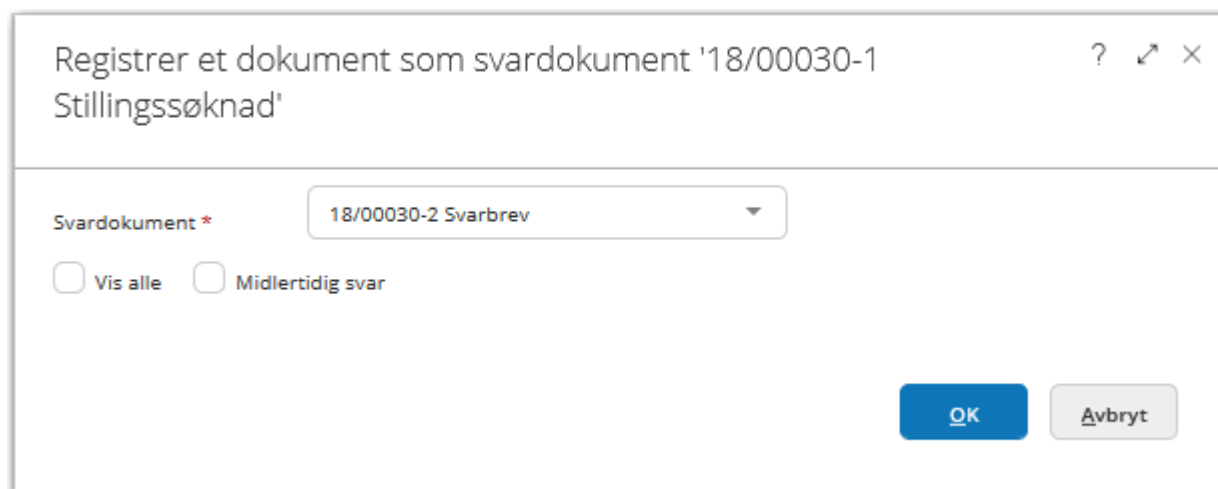 Registrer et dokument som svardokument '18/00030-1
Stillingssøknad'
?
Svardokument *
18/00030-2 Svarbrev
Vis alle
Midlertidig svar
OK
Avbryt